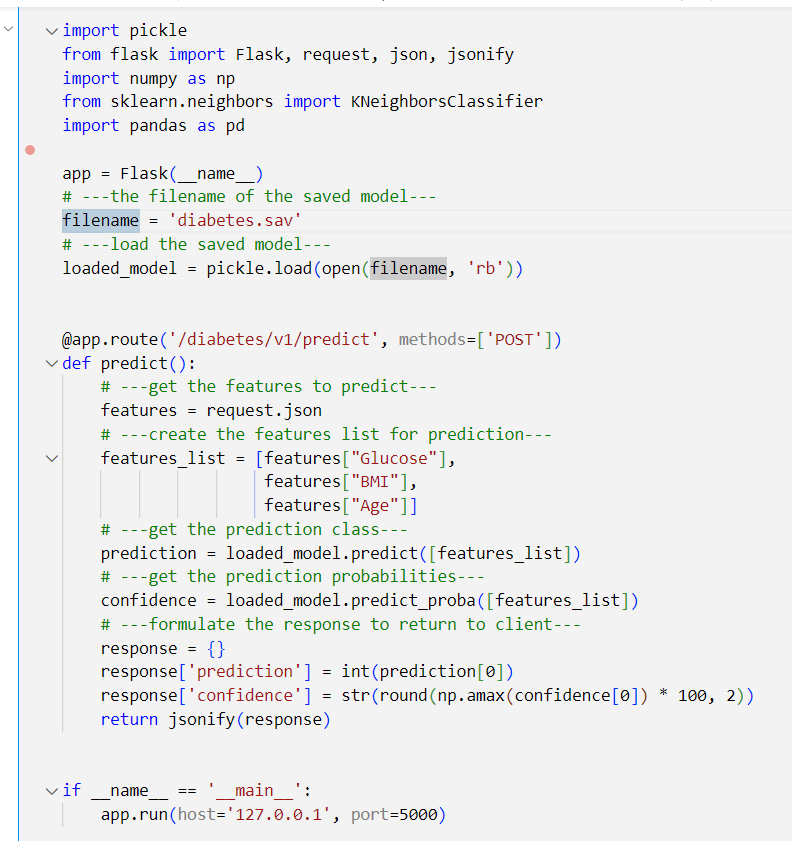 import pickle
from flask import Flask, request, json, jsonify
import numpy as np
from sklearn.neighbors import KNeighborsClassifier
import pandas as pd

app = Flask(__name__)
# ---the filename of the saved model---
filename = 'diabetes.sav'
# ---load the saved model---
loaded_model = pickle.load(open(filename, 'rb'))


@app.route('/diabetes/v1/predict', methods=['POST'])
def predict():
    # ---get the features to predict---
    features = request.json
    # ---create the features list for prediction---
    features_list = [features["Glucose"],
                     features["BMI"],
                     features["Age"]]
    # ---get the prediction class---
    prediction = loaded_model.predict([features_list])
    # ---get the prediction probabilities---
    confidence = loaded_model.predict_proba([features_list])
    # ---formulate the response to return to client---
    response = {}
    response['prediction'] = int(prediction[0])
    response['confidence'] = str(round(np.amax(confidence[0]) * 100, 2))
    return jsonify(response)


if __name__ == '__main__':
    app.run(host='127.0.0.1', port=5000)